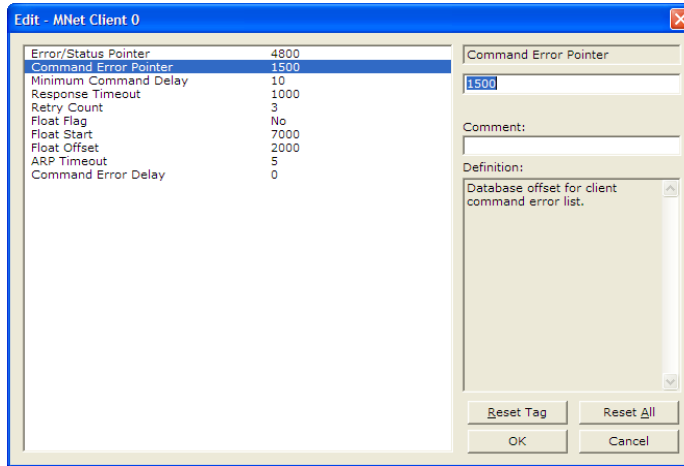 Edit - MNet Client 0
Error/Status Pointer 4800
Command Error Pointer 1500
Minimum Command Delay 10
Response Timeout 1000
Retry Count 3
Float Flag No
Float Start 7000
Float Offset 2000
ARP Timeout 5
Command Error Delay 0
Command Error Pointer
1500
Comment:
Definition:
Database offset for client
command error list.
Reset Tag Reset All
OK Cancel